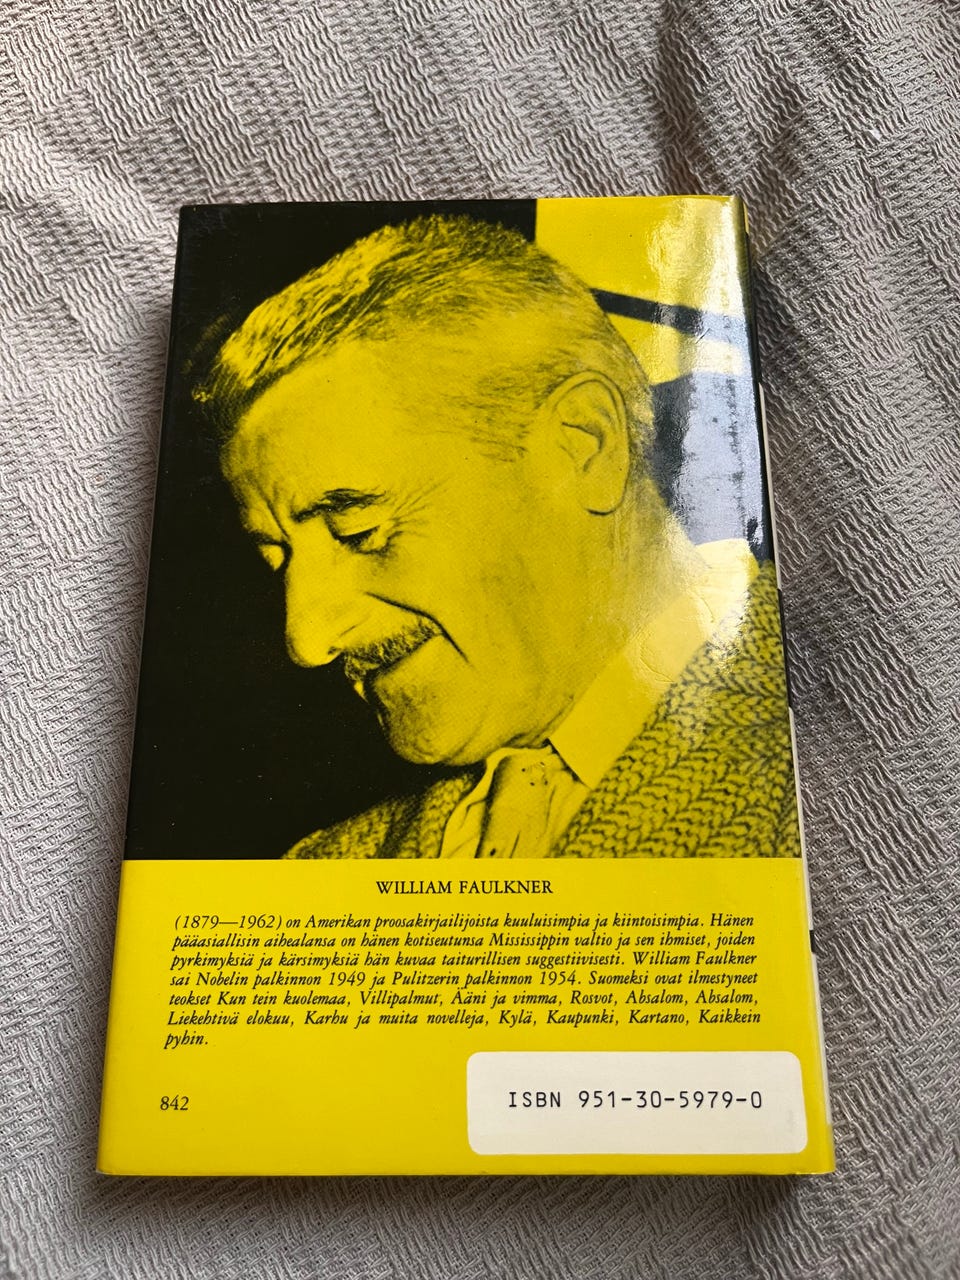 WILLIAM FAULKNER
(1879—1962) on Amerikan proosakirjailijoista kuuluisimpia ja kiintoisimpia. Hänen
pääasiallisin aihealansa on hänen kotiseutunsa Mississippin valtio ja sen ihmiset, joiden
pyrkimyksiä ja kärsimyksiä hän kuvaa taiturillisen suggestiivisesti. William Faulkner
sai Nobelin palkinnon 1949 ja Pulitzerin palkinnon 1954. Suomeksi ovat ilmestyneet
teokset Kun tein kuolemaa, Villipalmut, Ääni ja vimma, Rosvot, Absalom, Absalom,
Liekehtivä elokuu, Karhu ja muita novelleja, Kylä, Kaupunki, Kartano, Kaikkein
pyhin.
842
ISBN 951-30-5979-0